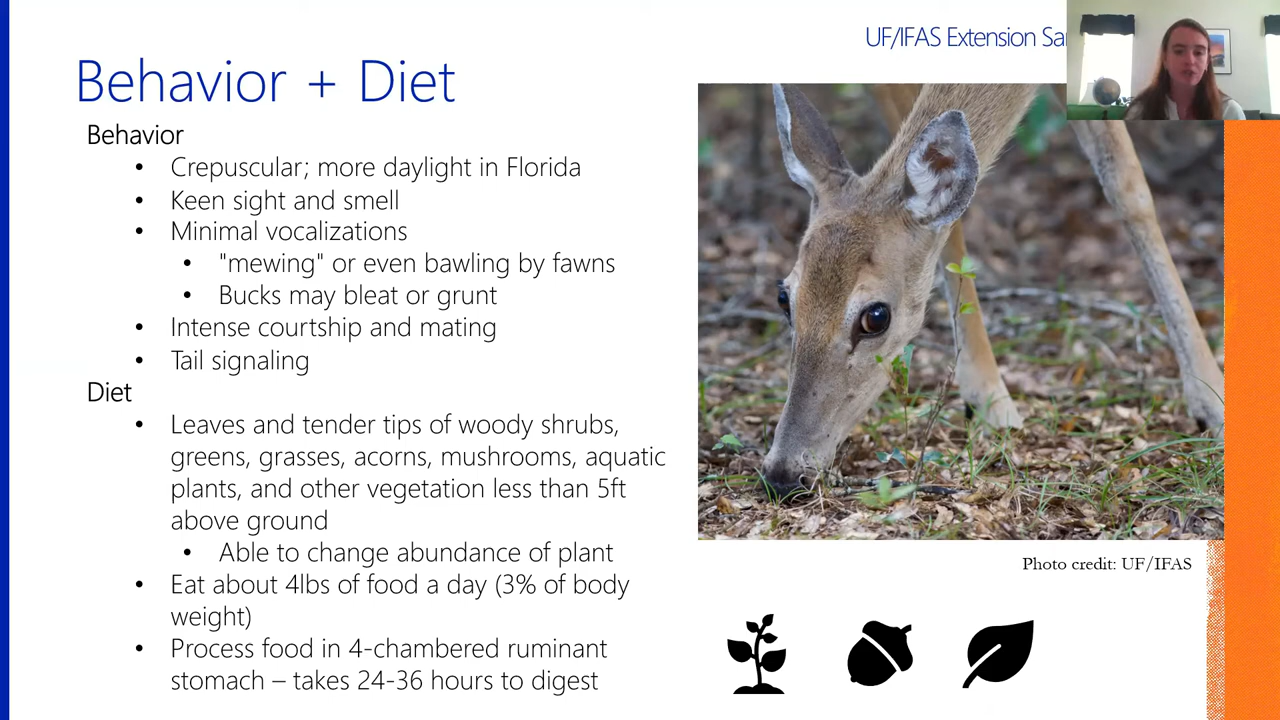 UF/IFAS Extension
Behavior + Diet
Behavior
• Crepuscular; more daylight in Florida
• Keen sight and smell
• Minimal vocalizations
• "mewing" or even bawling by fawns
• Bucks may bleat or grunt
• Intense courtship and mating
• Tail signaling
Diet
• Leaves and tender tips of woody shrubs,
greens, grasses, acorns, mushrooms, aquatic
plants, and other vegetation less than 5ft
above ground
• Able to change abundance of plant
• Eat about 4lbs of food a day (3% of body
weight)
• Process food in 4-chambered ruminant
stomach – takes 24-36 hours to digest
Photo credit: UF/IFAS